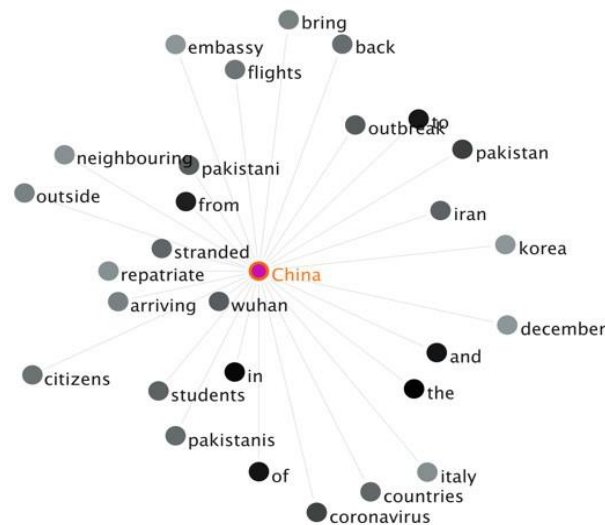 bring
embassy
back
flights
to
outbreak
pakistan
neighbouring
pakistani
outside
from
iran
stranded
korea
repatriate
China
arriving
wuhan
december
and
in
citizens
students
the
pakistanis
of
italy
countries
coronavirus